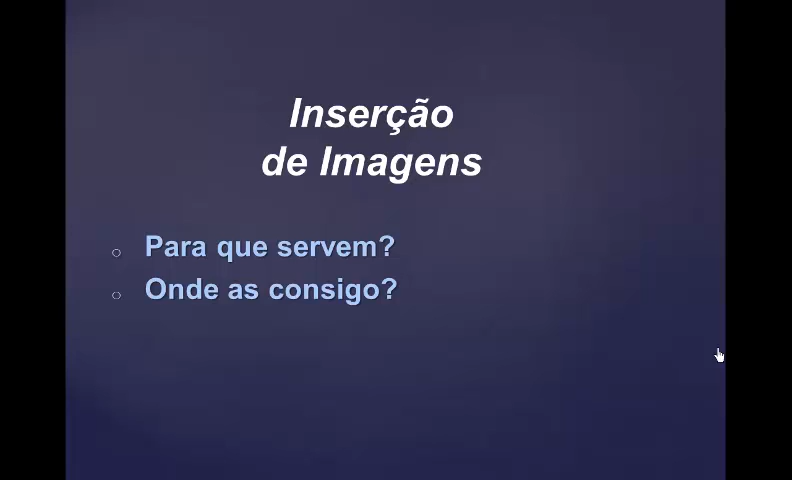 Inserção
de Imagens
Para que servem?
Onde as consigo?